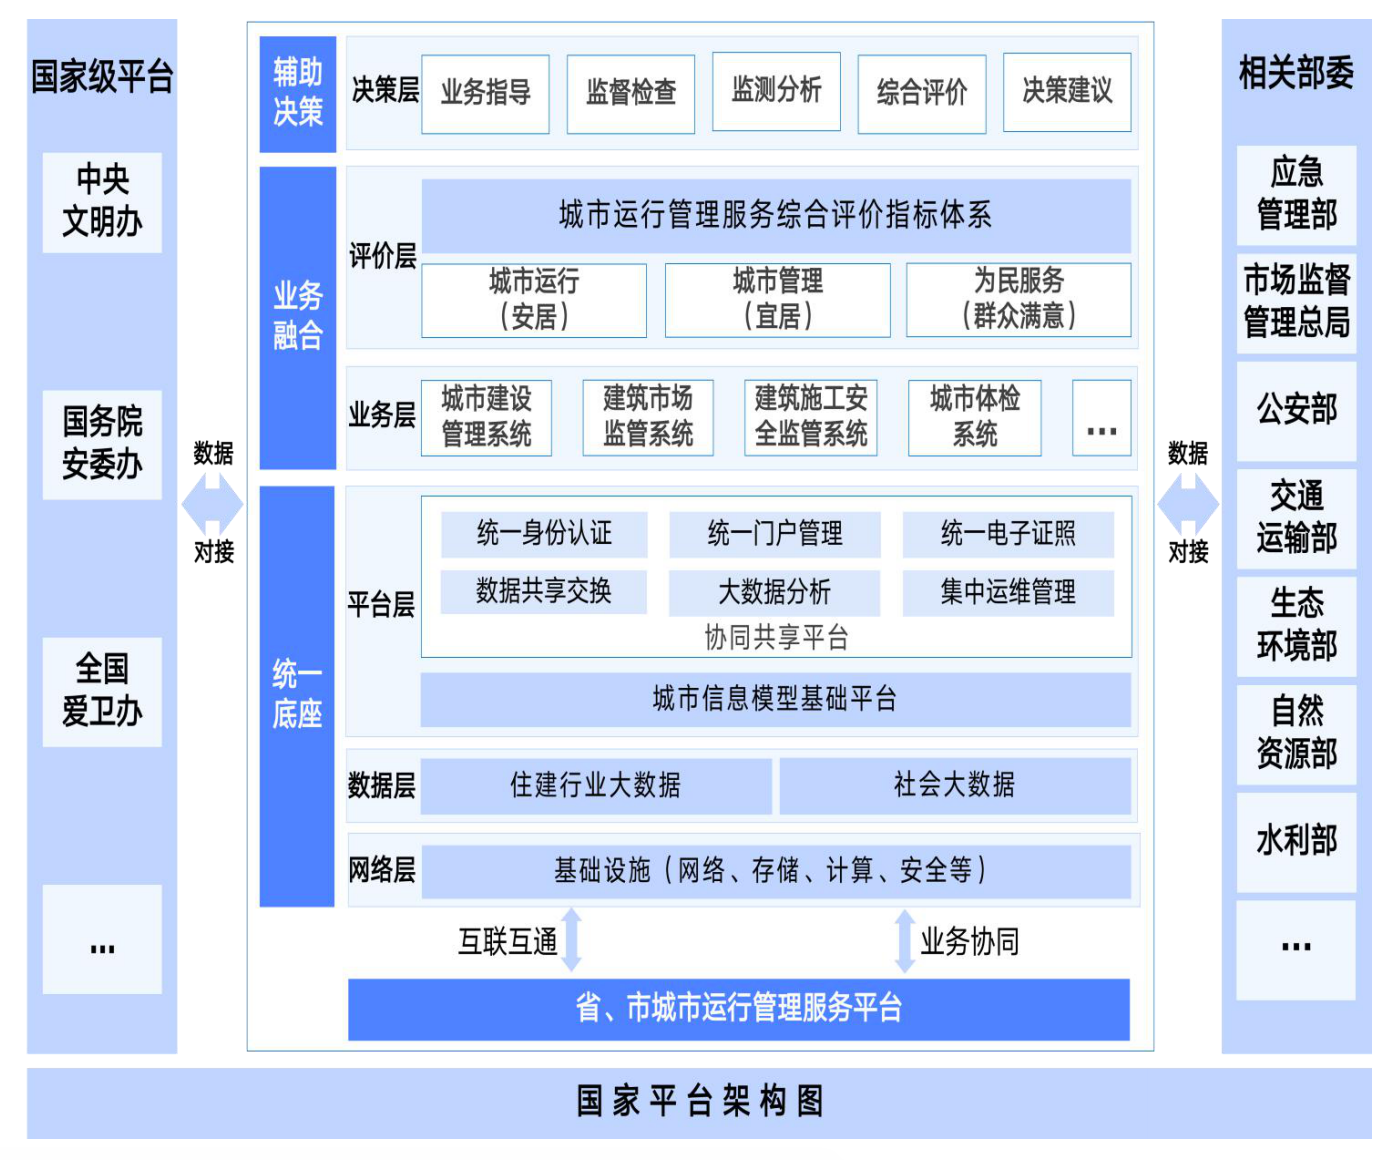 国家级平台
中央
文明办
国务院
安委办
全国
爱卫办
...
数据
对接
辅助
决策
决策层
业务指导
监督检查
监测分析
综合评价
决策建议
业务
融合
评价层
城市运行管理服务综合评价指标体系
城市运行
（安居）
城市管理
（宜居）
为民服务
（群众满意）
业务层
城市建设
管理系统
建筑市场
监管系统
建筑施工安
全监管系统
城市体检
系统
...
统一
底座
平台层
统一身份认证
统一门户管理
统一电子证照
数据共享交换
大数据分析
集中运维管理
协同共享平台
城市信息模型基础平台
数据层
住建行业大数据
社会大数据
网络层
基础设施（网络、存储、计算、安全等）
互联互通
业务协同
省、市城市运行管理服务平台
数据
对接
相关部委
应急
管理部
市场监督
管理总局
公安部
交通
运输部
生态
环境部
自然
资源部
水利部
...
国家平台架构图